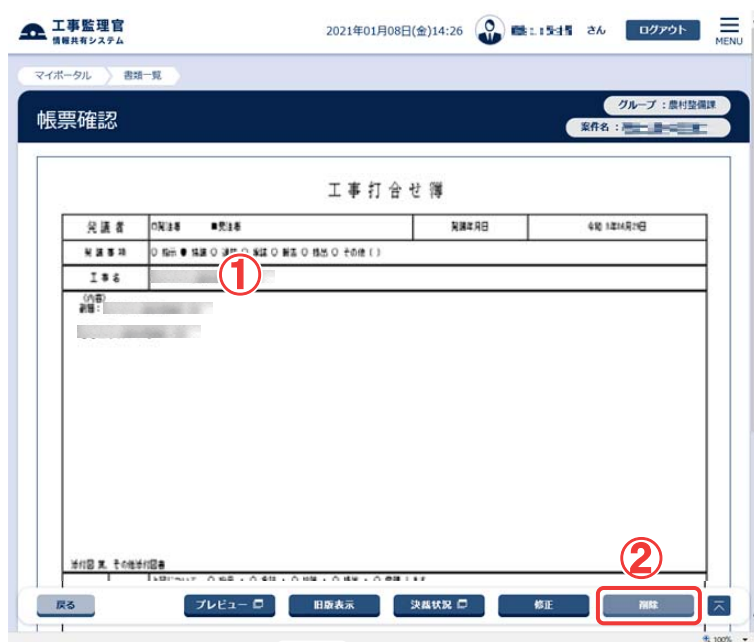 工事監理官
情報共有システム
2021年01月08日(金)14:26
さん
ログアウト
MENU
マイポータル
書類一覧
帳票確認
グループ：農村整備課
案件名：
工事打合せ簿
発議者 □発注者 ■受注者 発議年月日
発議事項 ○ 指示 ● 協議 ○ 通知 ○ 承諾 ○ 報告 ○ 提出 ○ その他 ( )
工事名
①
(内容)
添付図 葉、その他添付図書
②
戻る
プレビュー
旧版表示
決裁状況
修正
削除
100%